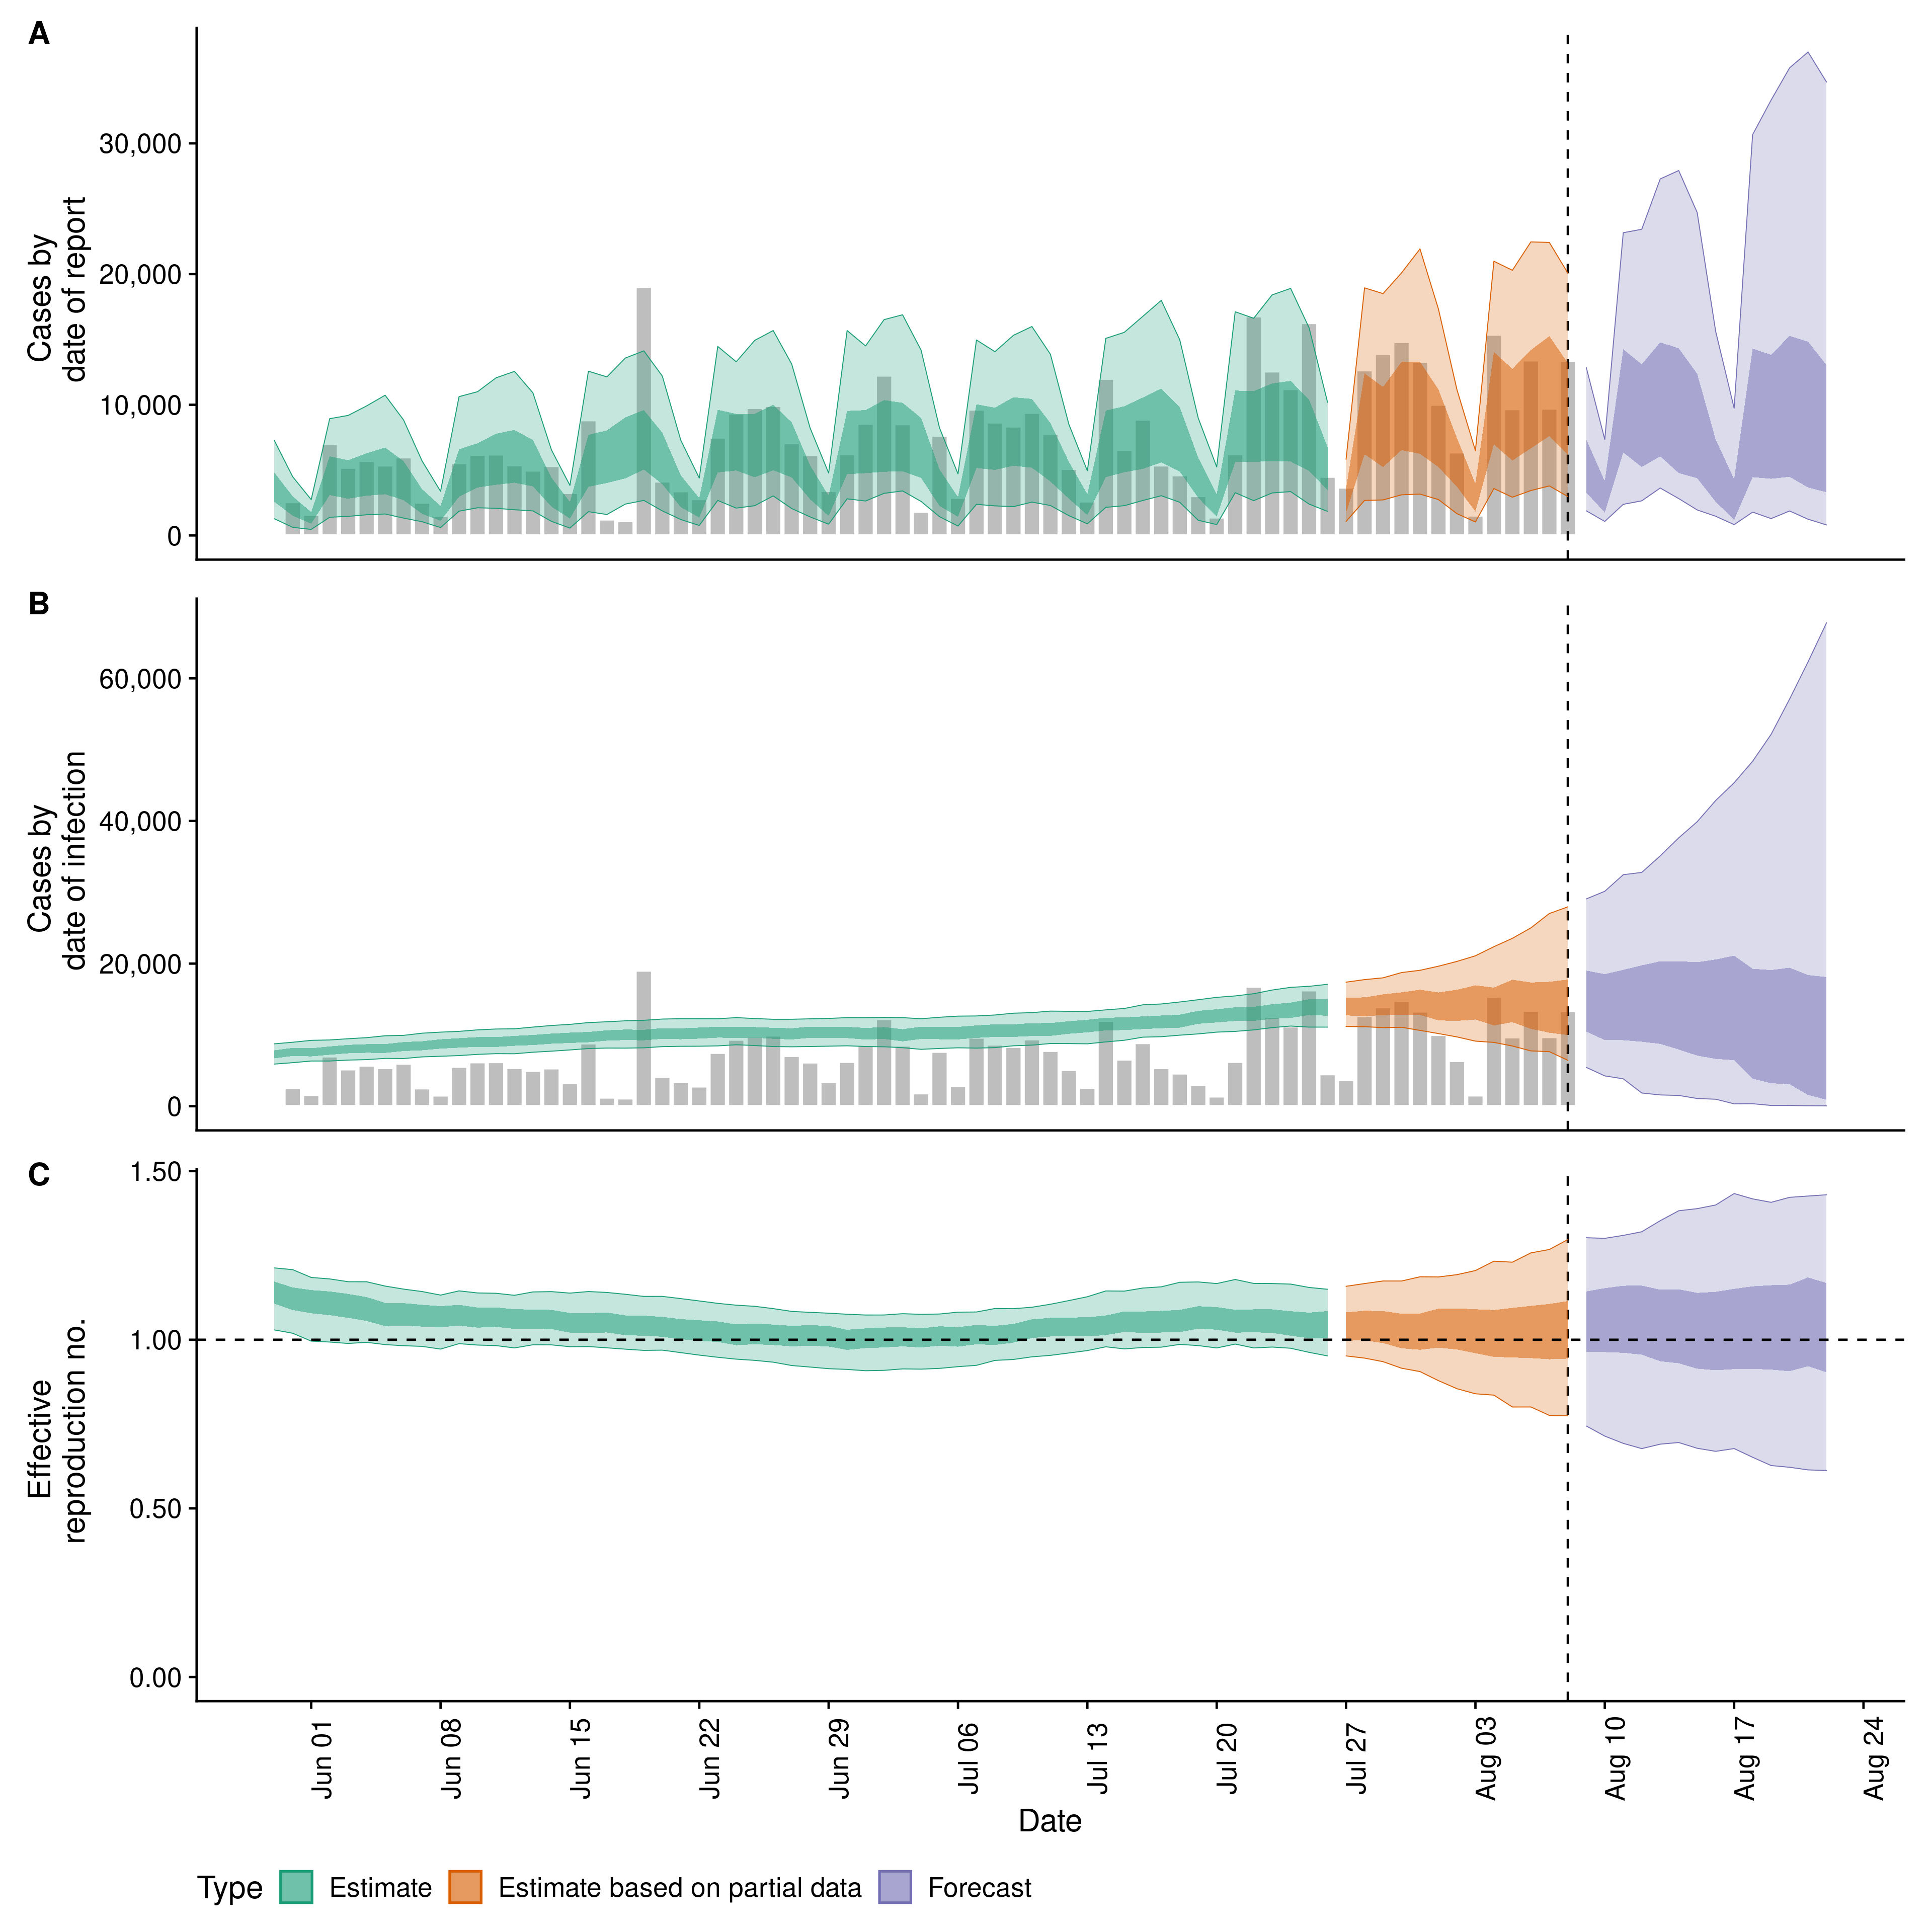 A
Cases by
date of report
30,000
20,000
10,000
0
B
Cases by
date of infection
60,000
40,000
20,000
0
C
Effective
reproduction no.
1.50
1.00
0.50
0.00
Jun 01
Jun 08
Jun 15
Jun 22
Jun 29
Jul 06
Jul 13
Jul 20
Jul 27
Aug 03
Aug 10
Aug 17
Aug 24
Date
Type Estimate Estimate based on partial data Forecast